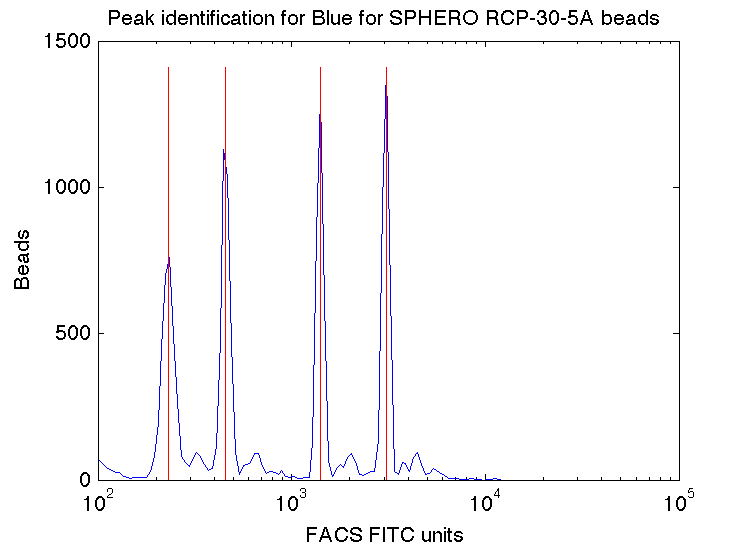 Peak identification for Blue for SPHERO RCP-30-5A beads
1500
1000
500
0
Beads
10^2
10^3
10^4
10^5
FACS FITC units